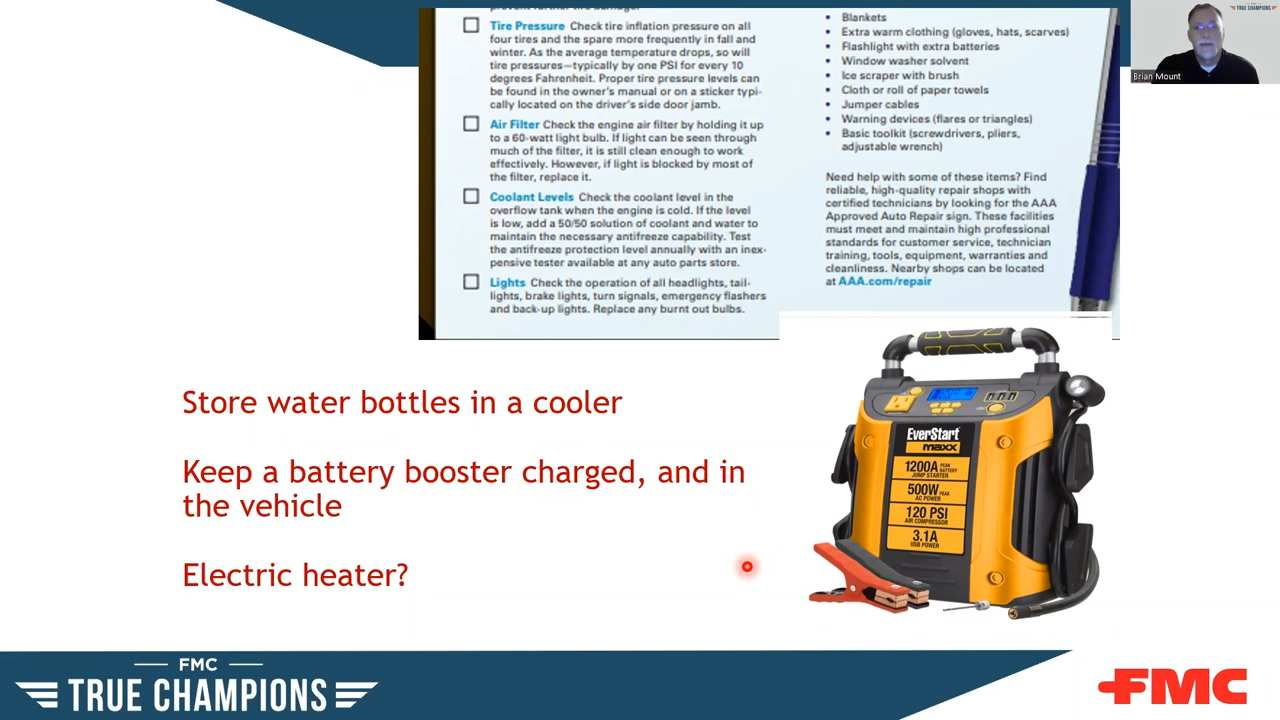 Tire Pressure Check tire inflation pressure on all
four tires and the spare more frequently in fall and
winter. As the average temperature drops, so will
tire pressures—typically by one PSI for every 10
degrees Fahrenheit. Proper tire pressure levels can
be found in the owner's manual or on a sticker typi-
cally located on the driver's side door jamb.
Air Filter Check the engine air filter by holding it up
to a 60-watt light bulb. If light can be seen through
much of the filter, it is still clean enough to work
effectively. However, if light is blocked by most of
the filter, replace it.
Coolant Levels Check the coolant level in the
overflow tank when the engine is cold. If the level
is low, add a 50/50 solution of coolant and water to
maintain the necessary antifreeze capability. Test
the antifreeze protection level annually with an inex-
pensive tester available at any auto parts store.
Lights Check the operation of all headlights, tail-
lights, brake lights, turn signals, emergency flashers
and back-up lights. Replace any burnt out bulbs.
• Blankets
• Extra warm clothing (gloves, hats, scarves)
• Flashlight with extra batteries
• Window washer solvent
• Ice scraper with brush
• Cloth or roll of paper towels
• Jumper cables
• Warning devices (flares or triangles)
• Basic toolkit (screwdrivers, pliers,
adjustable wrench)
Need help with some of these items? Find
reliable, high-quality repair shops with
certified technicians by looking for the AAA
Approved Auto Repair sign. These facilities
must meet and maintain high professional
standards for customer service, technician
training, tools, equipment, warranties and
cleanliness. Nearby shops can be located
at AAA.com/repair
TRUE CHAMPIONS
Brian Mount
Store water bottles in a cooler
Keep a battery booster charged, and in
the vehicle
Electric heater?
EverStart
maxx
1200A PEAK BATTERY
JUMP STARTER
500W PEAK
AC POWER
120 PSI
AIR COMPRESSOR
3.1A
USB POWER
FMC
TRUE CHAMPIONS
FMC